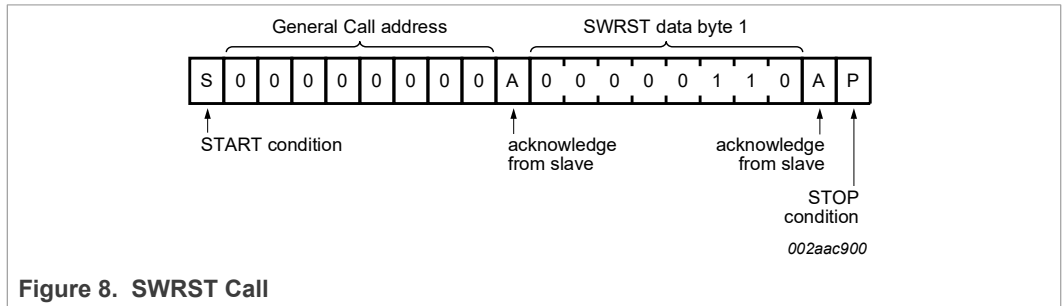 General Call address SWRST data byte 1
S 0 0 0 0 0 0 0 0 A 0 0 0 0 0 1 1 0 A P
START condition acknowledge from slave acknowledge from slave
STOP condition
002aac900
Figure 8. SWRST Call